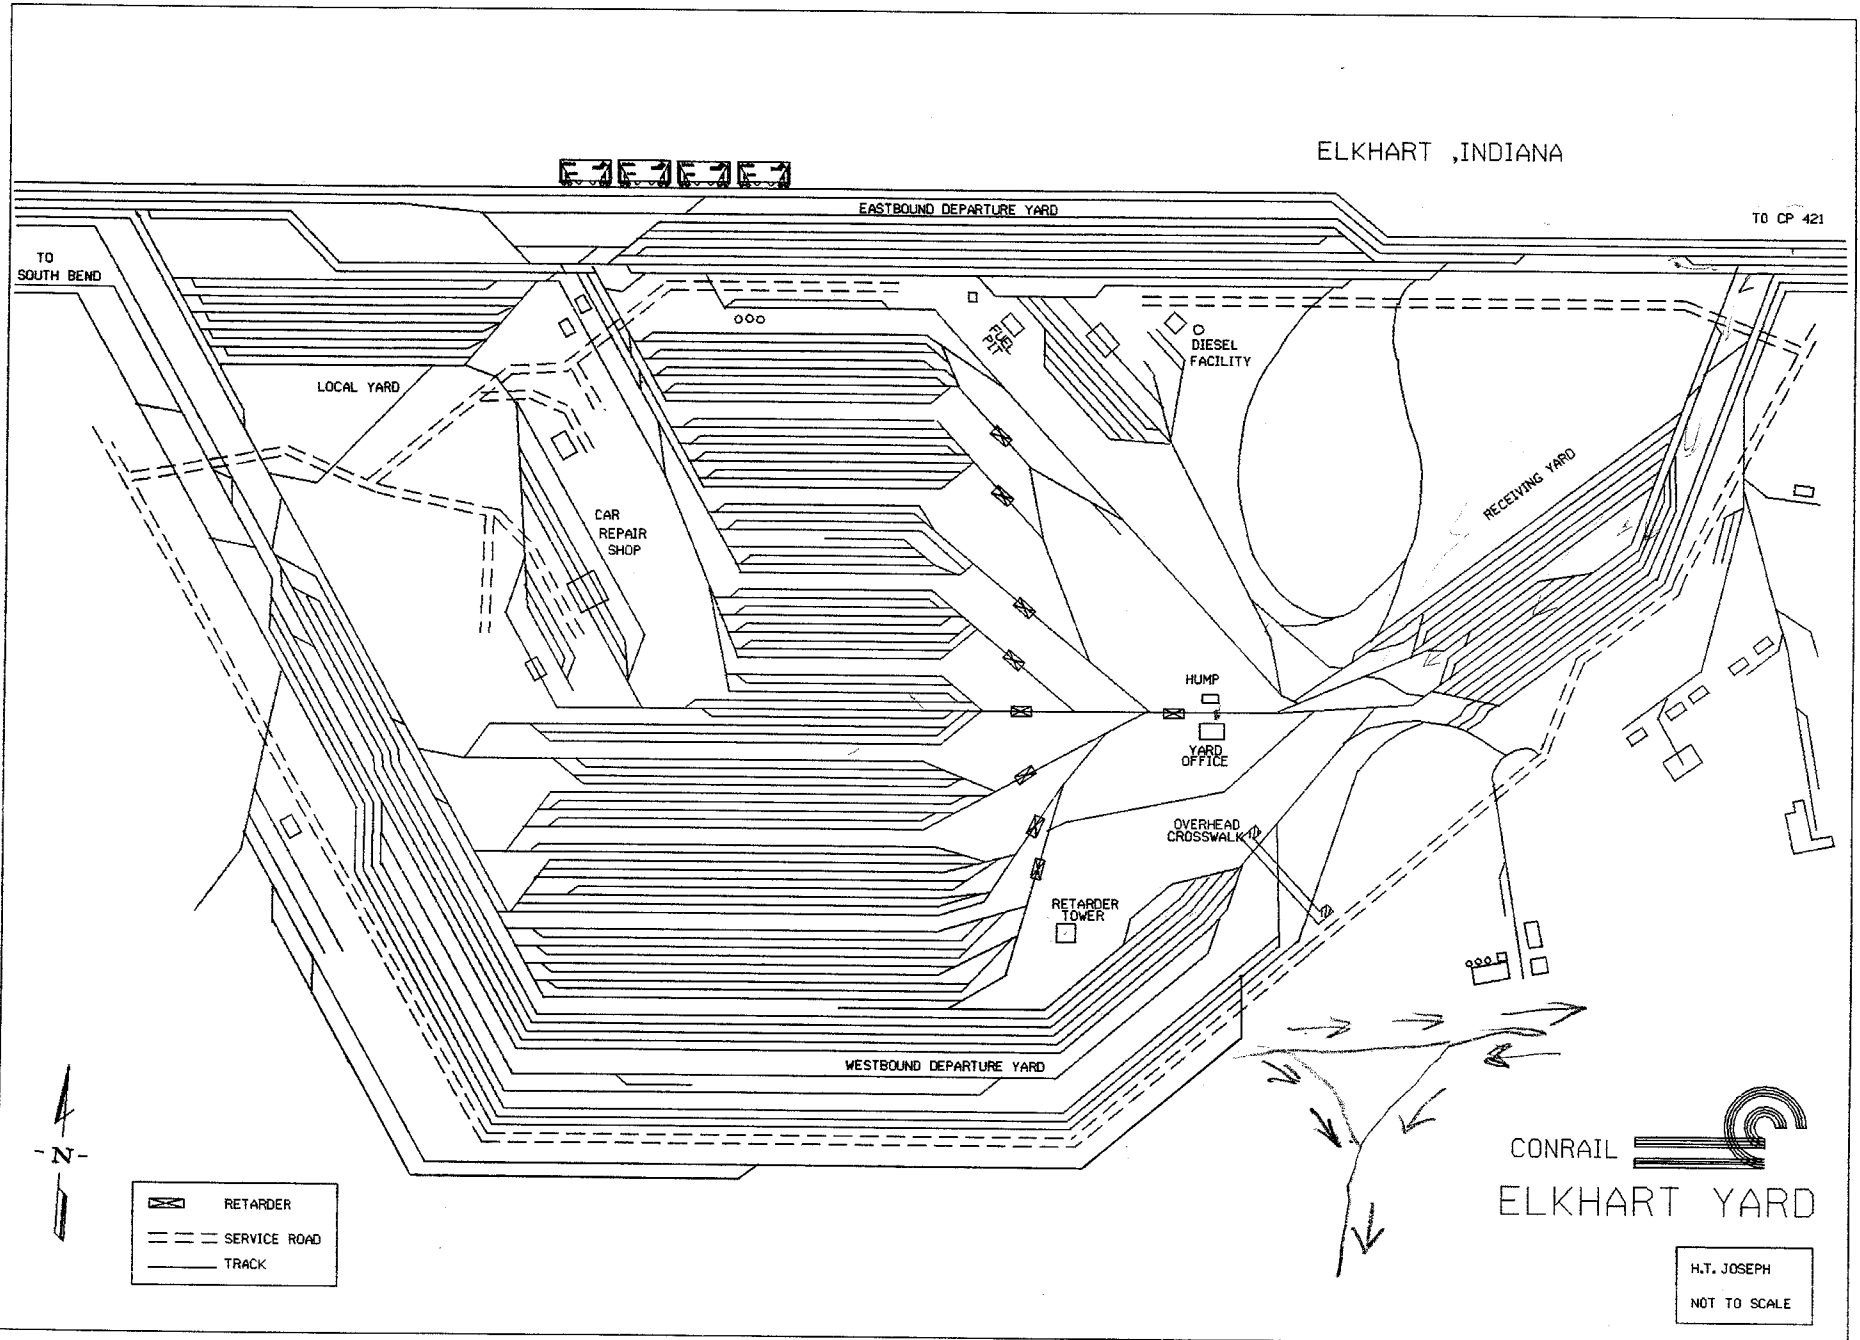 ELKHART ,INDIANA
EASTBOUND DEPARTURE YARD
TO CP 421
TO
SOUTH BEND
FUEL
PIT
DIESEL
FACILITY
LOCAL YARD
RECEIVING YARD
CAR
REPAIR
SHOP
HUMP
YARD
OFFICE
OVERHEAD
CROSSWALK
RETARDER
TOWER
WESTBOUND DEPARTURE YARD
-N-
CONRAIL
ELKHART YARD
RETARDER
SERVICE ROAD
TRACK
H.T. JOSEPH
NOT TO SCALE